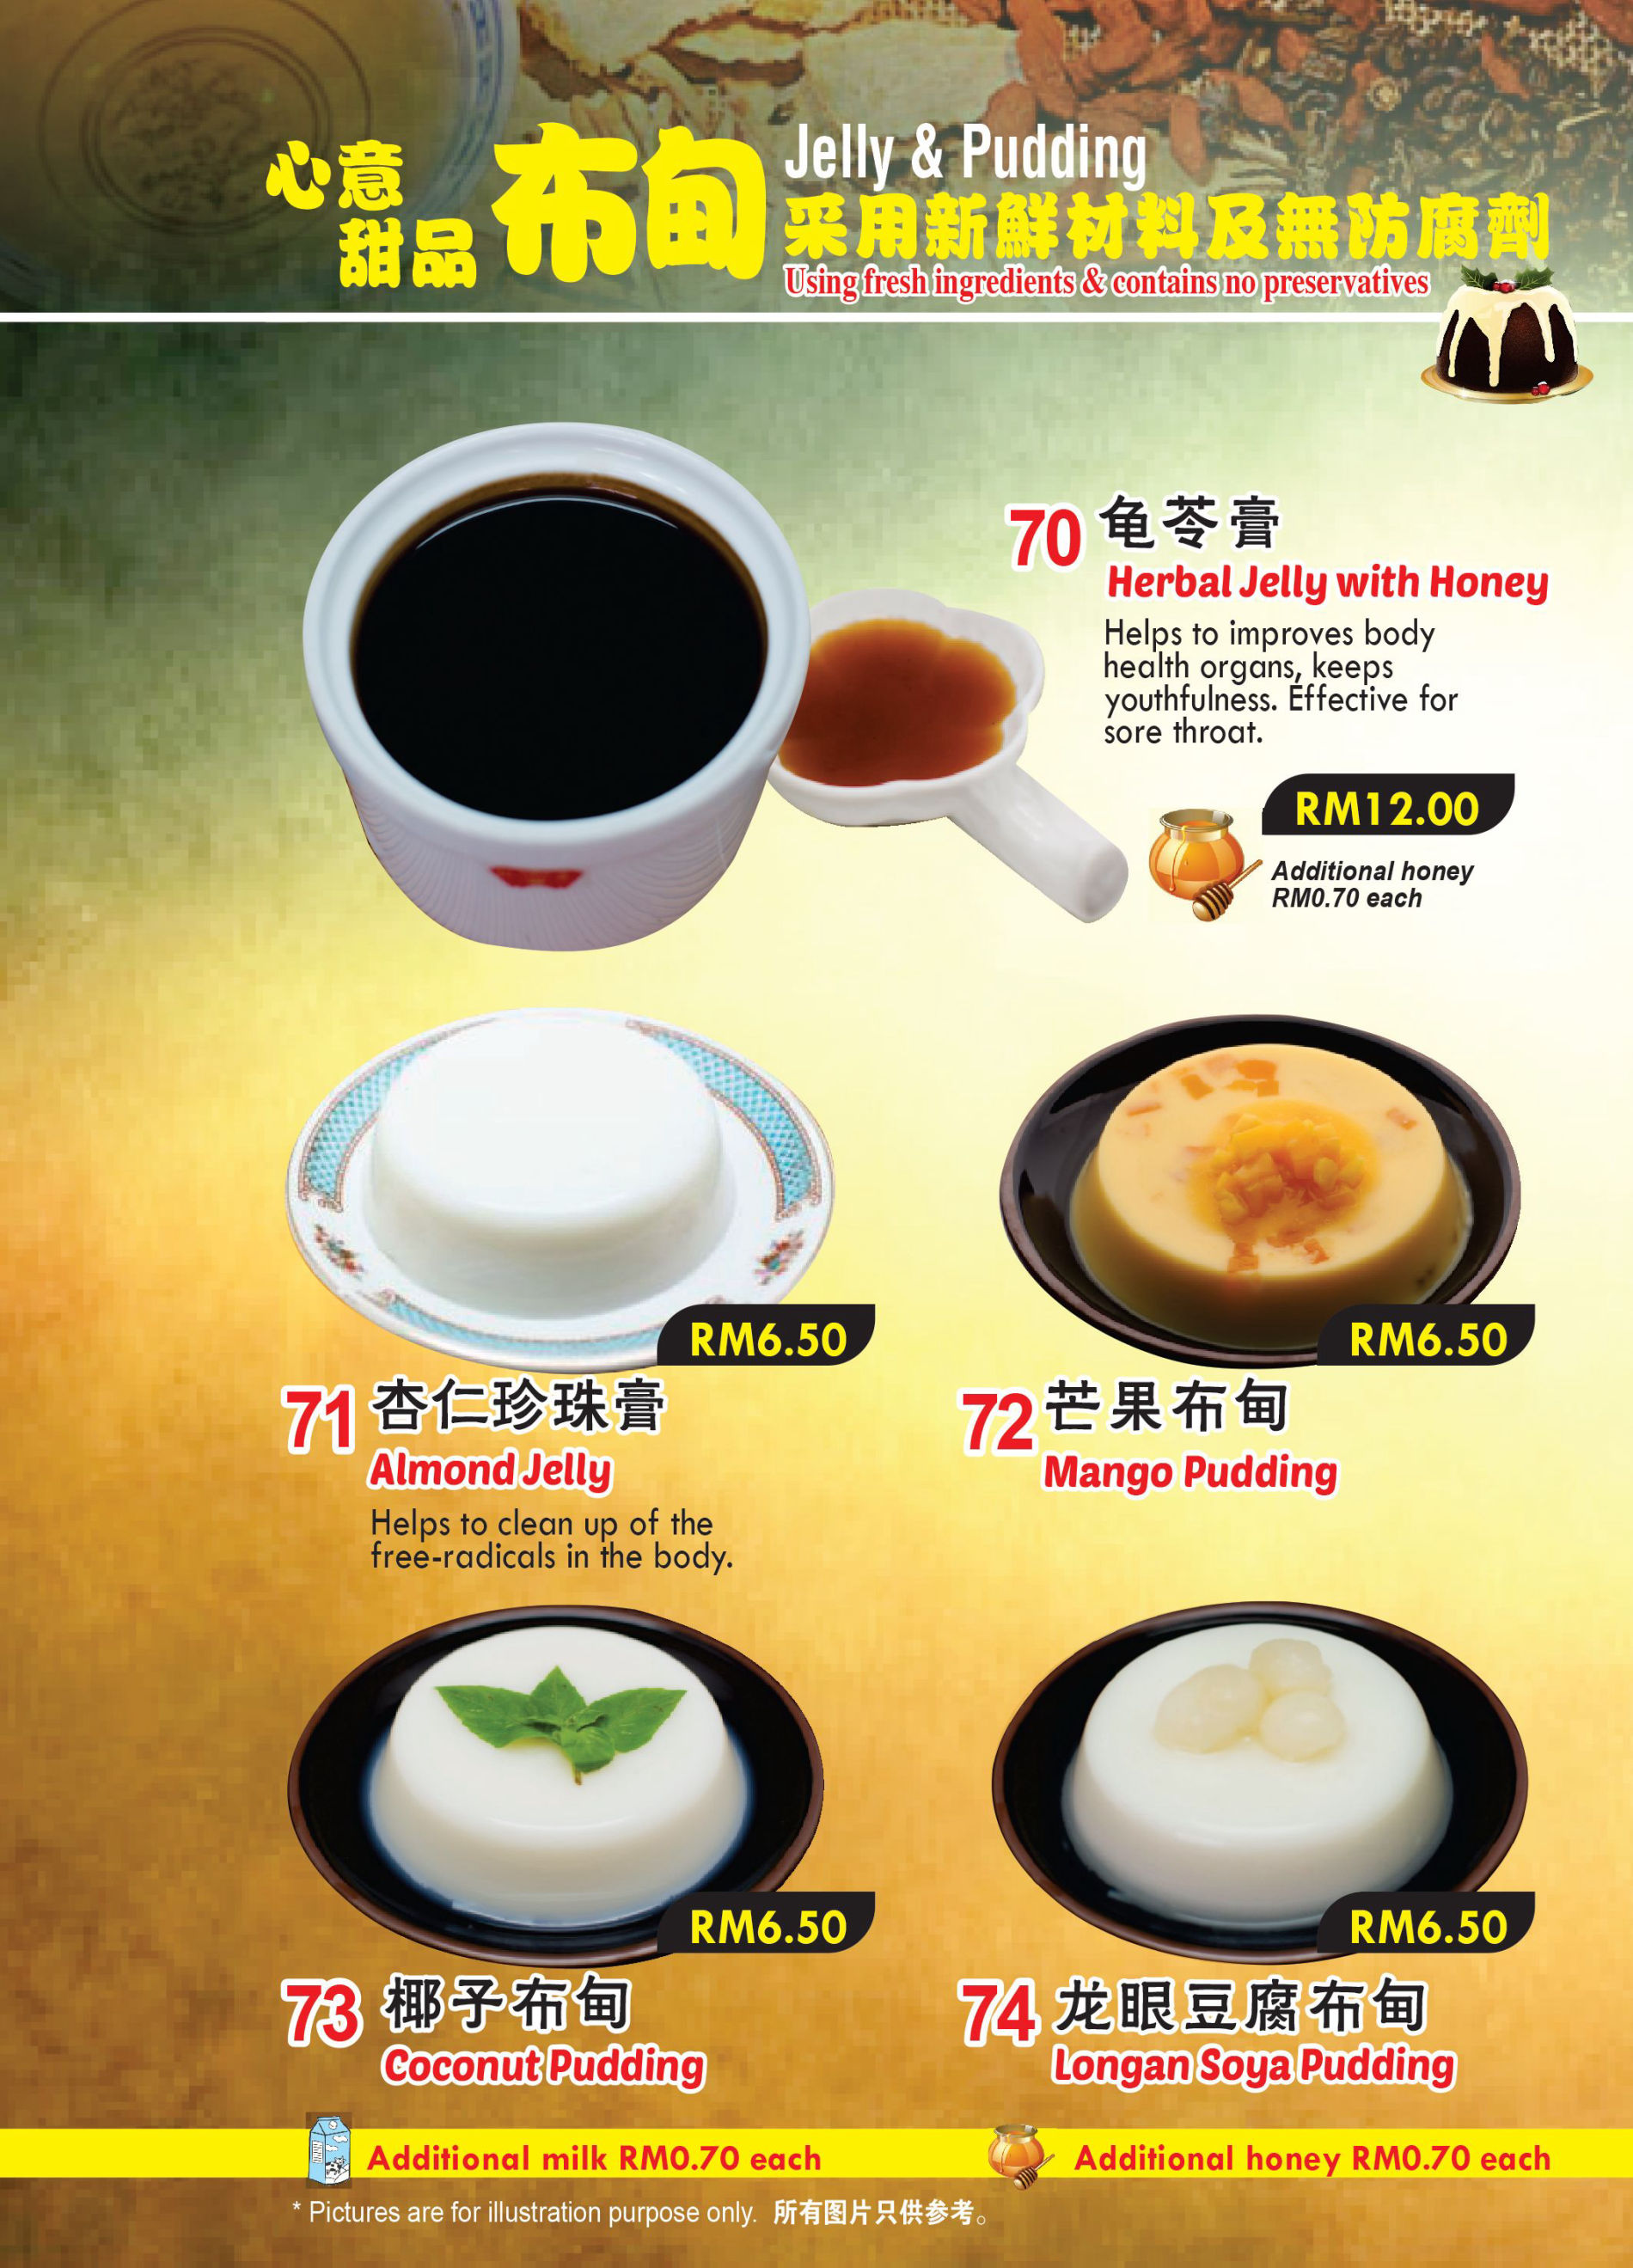 心意
甜品
布甸
Jelly & Pudding
采用新鮮材料及無防腐劑
Using fresh ingredients & contains no preservatives
70 龟苓膏
Herbal Jelly with Honey
Helps to improves body
health organs, keeps
youthfulness. Effective for
sore throat.
RM12.00
Additional honey
RM0.70 each
RM6.50
71 杏仁珍珠膏
Almond Jelly
Helps to clean up of the
free-radicals in the body.
RM6.50
72 芒果布甸
Mango Pudding
RM6.50
73 椰子布甸
Coconut Pudding
RM6.50
74 龙眼豆腐布甸
Longan Soya Pudding
Additional milk RM0.70 each
Additional honey RM0.70 each
* Pictures are for illustration purpose only. 所有图片只供参考。